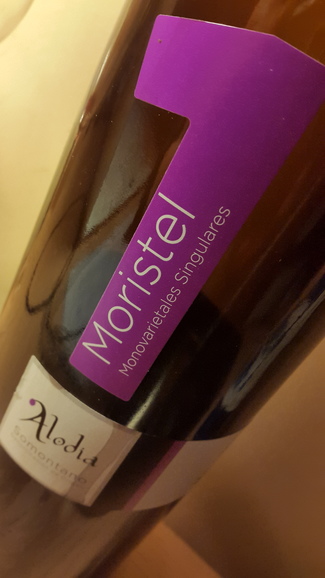 Moristel
Monovarietales Singulares
Alodia
Somontano